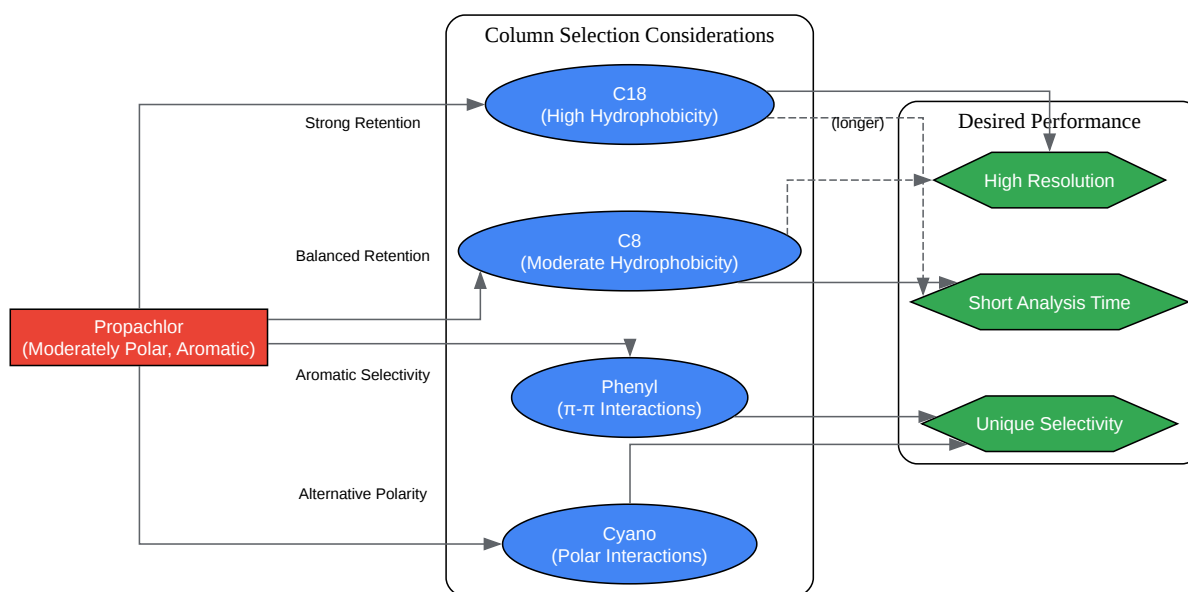 Column Selection Considerations
C18
(High Hydrophobicity)
Strong Retention
(longer)
Desired Performance
High Resolution
C8
(Moderate Hydrophobicity)
Balanced Retention
Short Analysis Time
Propachlor
(Moderately Polar, Aromatic)
Aromatic Selectivity
Phenyl
(π-π Interactions)
Unique Selectivity
Alternative Polarity
Cyano
(Polar Interactions)